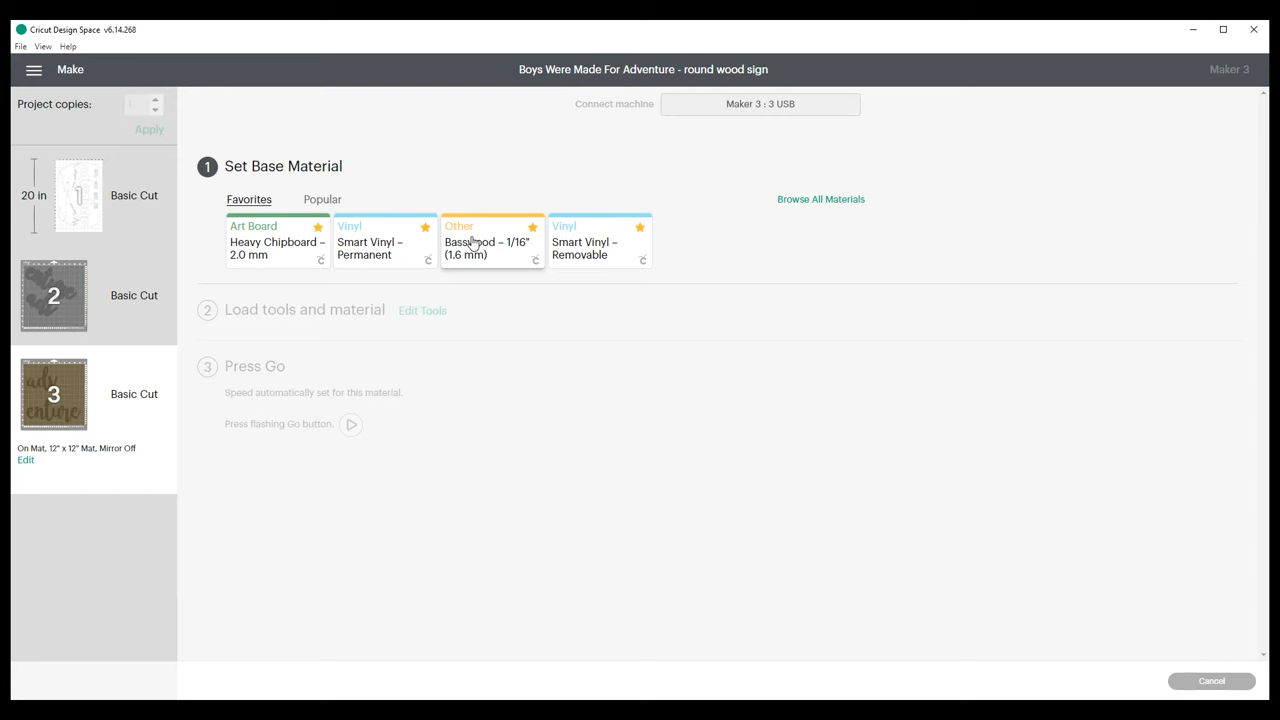 Cricut Design Space v6.14.268
File View Help
Make
Boys Were Made For Adventure - round wood sign
Maker 3
Project copies:
Apply
Connect machine
Maker 3 : 3 USB
1 Set Base Material
Favorites Popular
Browse All Materials
Art Board
Heavy Chipboard –
2.0 mm
Vinyl
Smart Vinyl –
Permanent
Other
Basswood – 1/16"
(1.6 mm)
Vinyl
Smart Vinyl –
Removable
20 in
1
Basic Cut
2
Basic Cut
3
adv
enture
Basic Cut
On Mat, 12" x 12" Mat, Mirror Off
Edit
2 Load tools and material Edit Tools
3 Press Go
Speed automatically set for this material.
Press flashing Go button.
Cancel